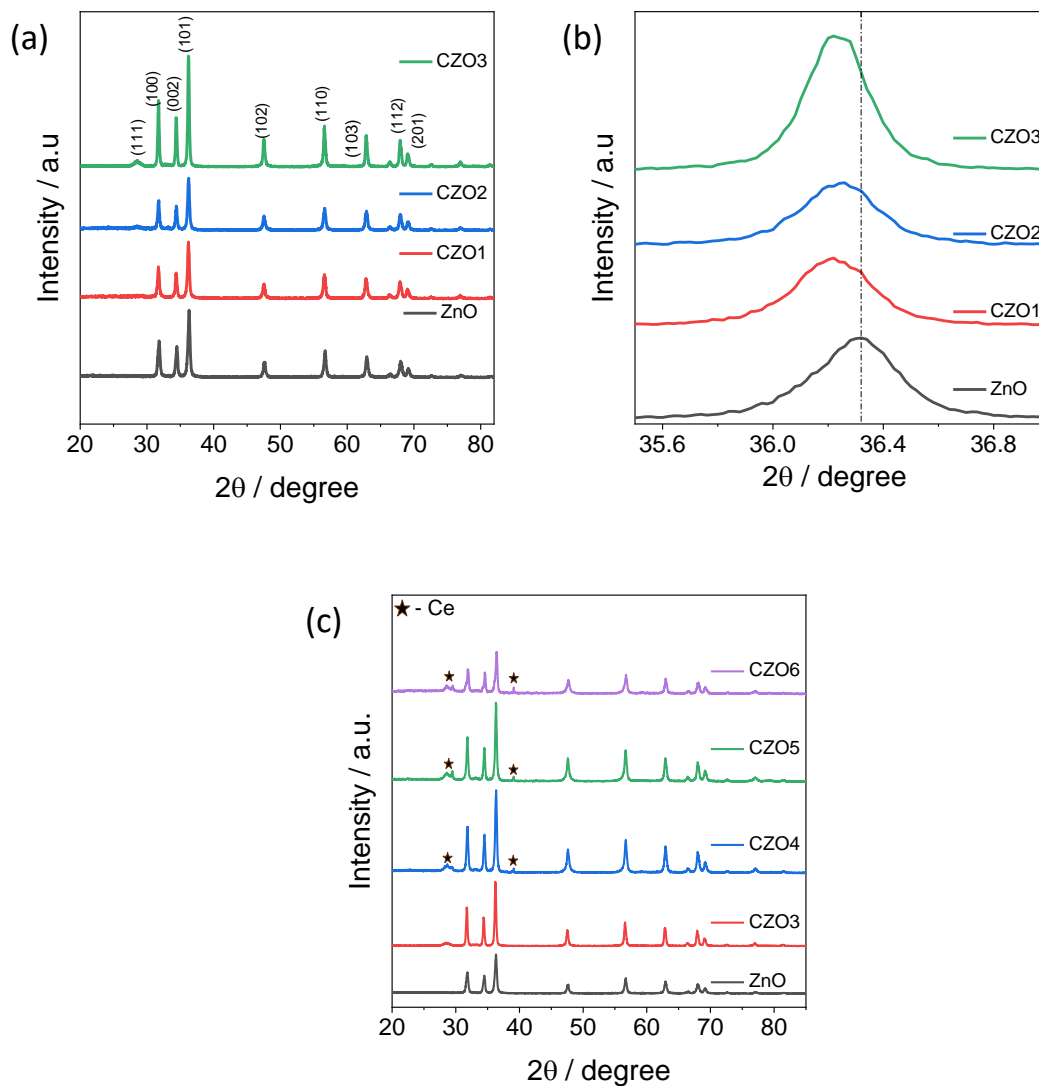 (a)
(111)
(100)
(002)
(101)
(102)
(110)
(103)
(112)
(201)
CZO3
CZO2
CZO1
ZnO
Intensity / a.u
20 30 40 50 60 70 80
2θ / degree
(b)
CZO3
CZO2
CZO1
ZnO
Intensity / a.u
35.6 36.0 36.4 36.8
2θ / degree
(c)
★ - Ce
CZO6
CZO5
CZO4
CZO3
ZnO
Intensity / a.u.
20 30 40 50 60 70 80
2θ / degree